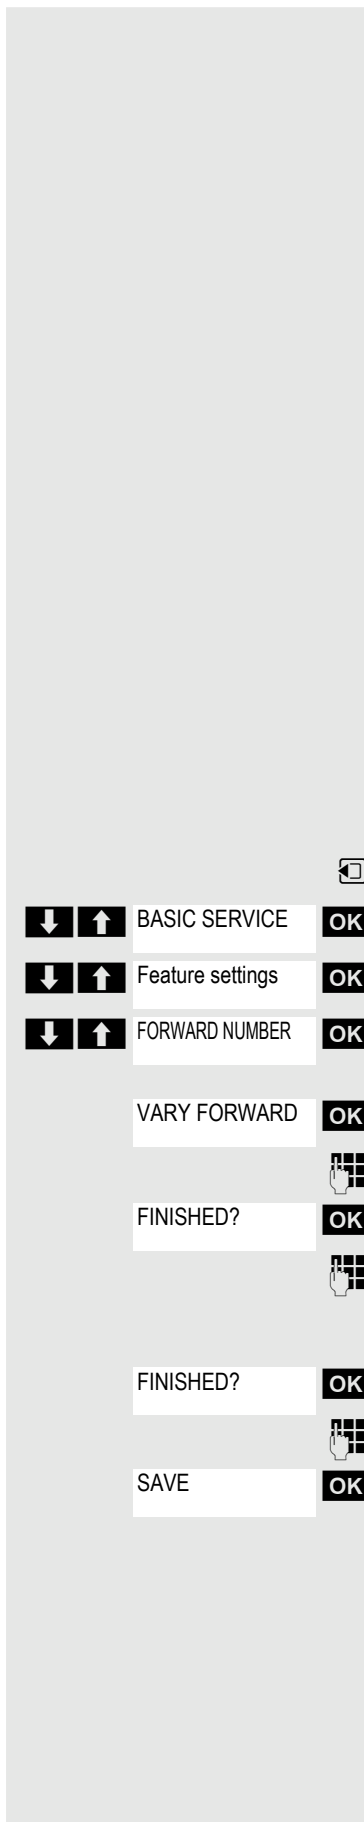 BASIC SERVICE OK
Feature settings OK
FORWARD NUMBER OK
VARY FORWARD OK
FINISHED? OK
FINISHED? OK
SAVE OK